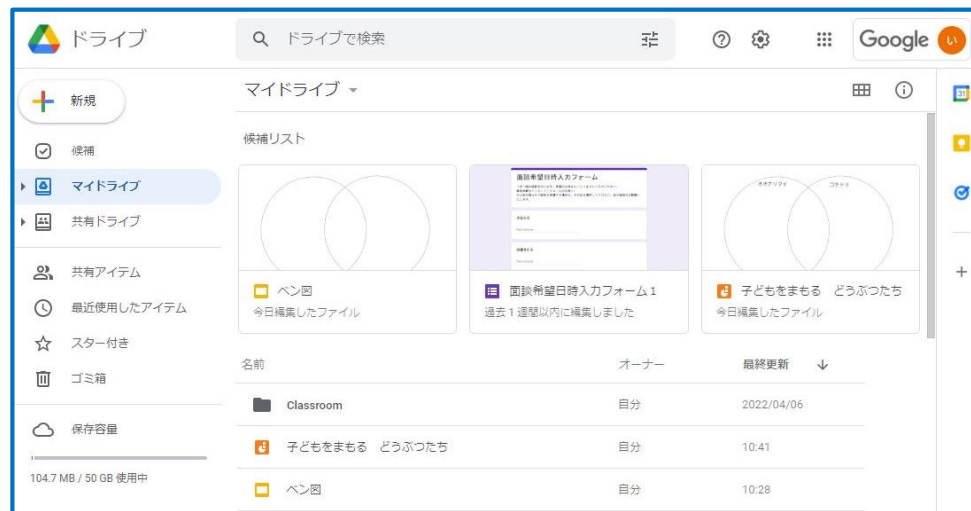 ドライブ
ドライブで検索
Google
い
新規
候補
マイドライブ
共有ドライブ
共有アイテム
最近使用したアイテム
スター付き
ゴミ箱
保存容量
104.7 MB / 50 GB 使用中
マイドライブ
31
候補リスト
ベン図
今日編集したファイル
面談希望日時入力フォーム
面談希望日時入力フォーム 1
過去 1 週間以内に編集しました
コチドリ
子どもをまもる どうぶつたち
今日編集したファイル
名前 オーナー 最終更新
Classroom 自分 2022/04/06
子どもをまもる どうぶつたち 自分 10:41
ベン図 自分 10:28